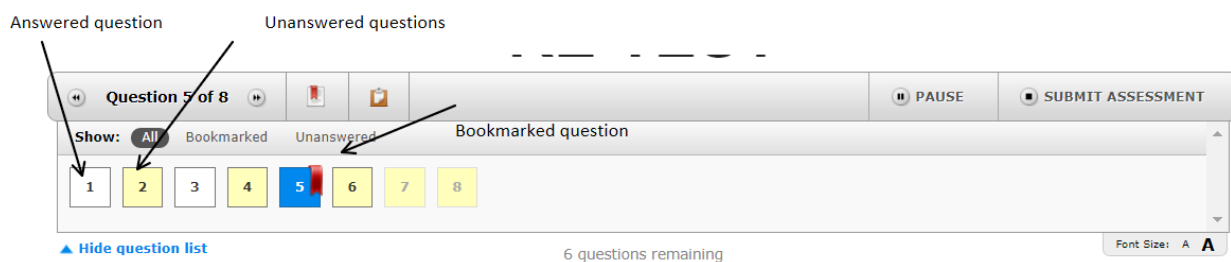 Answered question
Unanswered questions
Question 5 of 8
PAUSE
SUBMIT ASSESSMENT
Show: All Bookmarked Unanswered
Bookmarked question
1 2 3 4 5 6 7 8
Hide question list
6 questions remaining
Font Size: A A